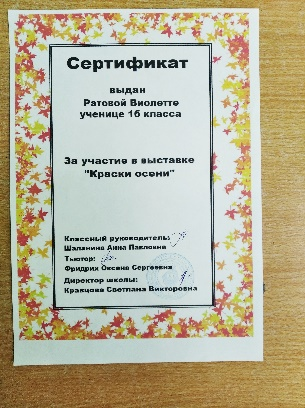 Сертификат
выдан
Ратовой Виолетте
ученице 1б класса
За участие в выставке
"Краски осени"
Классный руководитель:
Шаланина Анна Павловна
Тьютор:
Фридрих Оксана Сергеевна
Директор школы:
Кравцова Светлана Викторовна